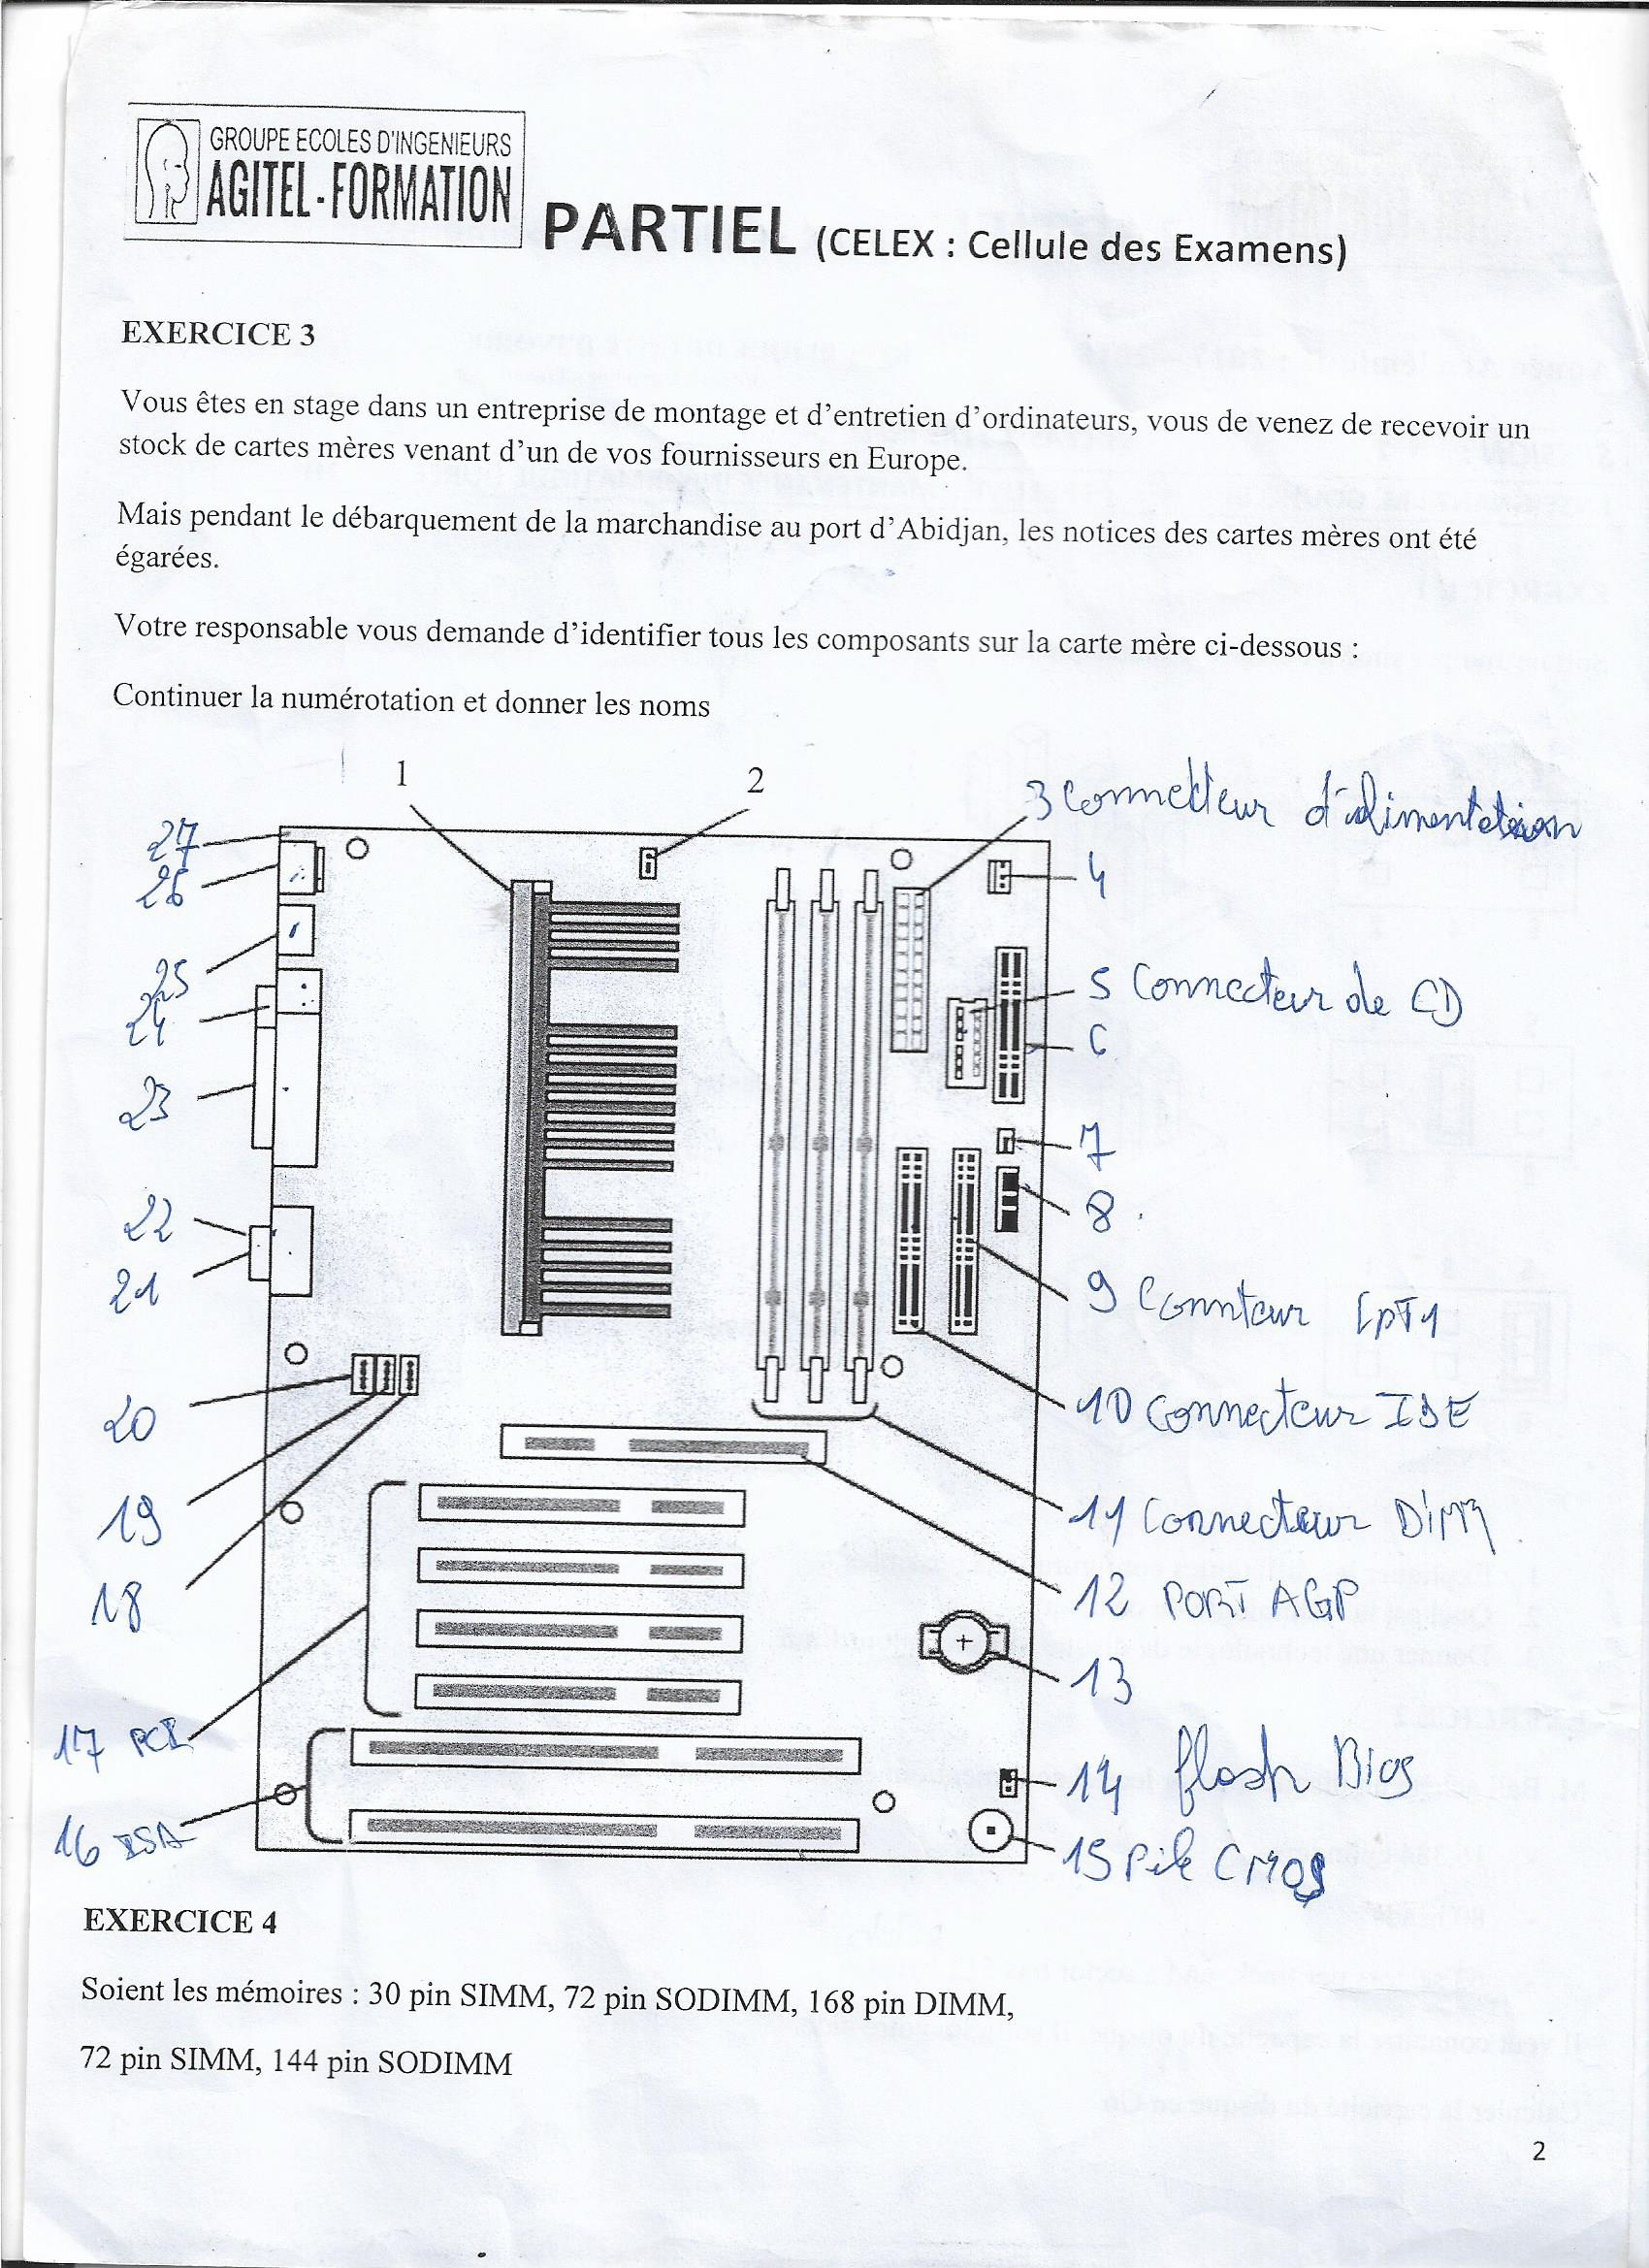 GROUPE ECOLES D'INGENIEURS
AGITEL-FORMATION
PARTIEL (CELEX : Cellule des Examens)
EXERCICE 3
Vous êtes en stage dans un entreprise de montage et d'entretien d'ordinateurs, vous de venez de recevoir un
stock de cartes mères venant d'un de vos fournisseurs en Europe.
Mais pendant le débarquement de la marchandise au port d'Abidjan, les notices des cartes mères ont été
égarées.
Votre responsable vous demande d'identifier tous les composants sur la carte mère ci-dessous :
Continuer la numérotation et donner les noms
1
2
3 Connecteur d'alimentation
4
5 Connecteur de CD
6
7
8
9 Connteur LpT1
10 Connecteur IDE
11 Connecteur DiMM
12 PORT AGP
13
14 flash Bios
15 Pile CMOS
16 ISA
17 PCI
18
19
20
21
22
23
24
25
26
27
EXERCICE 4
Soient les mémoires : 30 pin SIMM, 72 pin SODIMM, 168 pin DIMM,
72 pin SIMM, 144 pin SODIMM
2